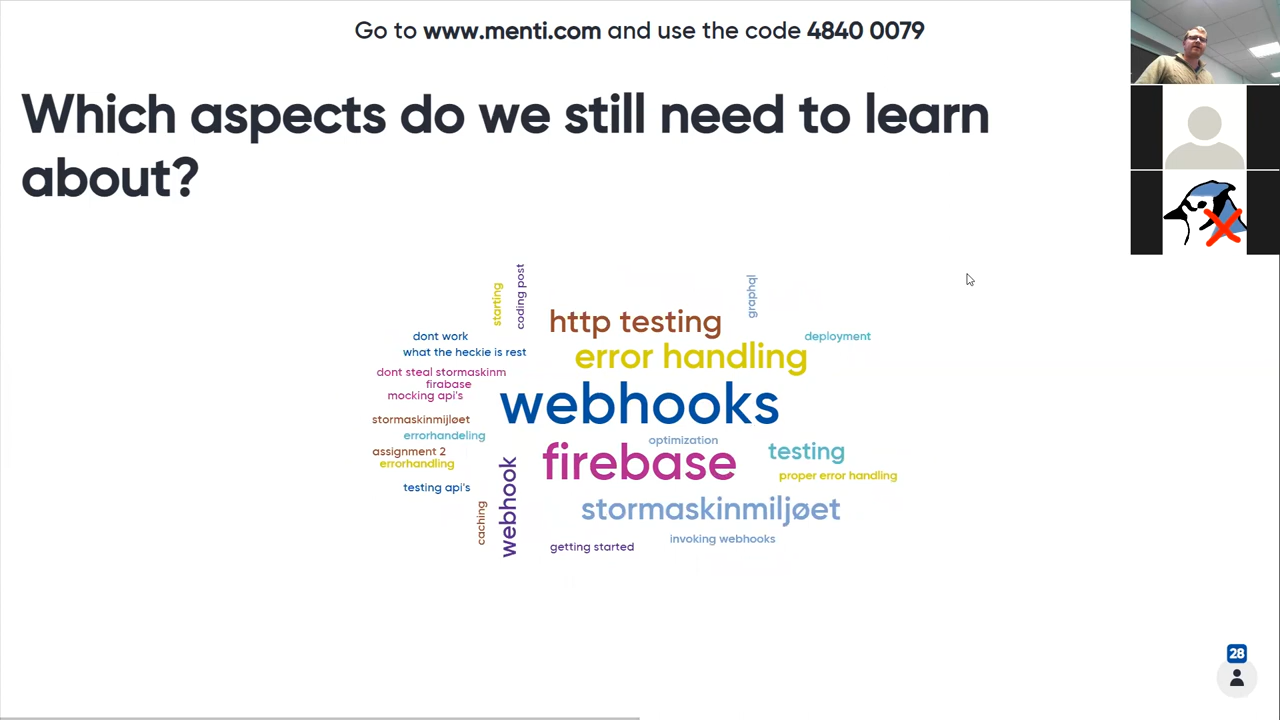 Go to www.menti.com and use the code 4840 0079
Which aspects do we still need to learn
about?
starting
coding post
graphql
http testing
dont work
deployment
what the heckie is rest
error handling
dont steal stormaskinm
firabase
mocking api's
webhooks
stormaskinmijløet
errorhandeling
optimization
assignment 2
errorhandling
firebase
testing
proper error handling
testing api's
webhook
caching
stormaskinmiljøet
invoking webhooks
getting started
28